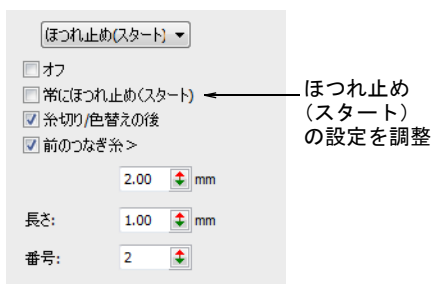 ほつれ止め(スタート)
オフ
常にほつれ止め(スタート)
糸切り/色替えの後
前のつなぎ糸 >
2.00 mm
長さ: 1.00 mm
番号: 2
ほつれ止め
(スタート)
の設定を調整